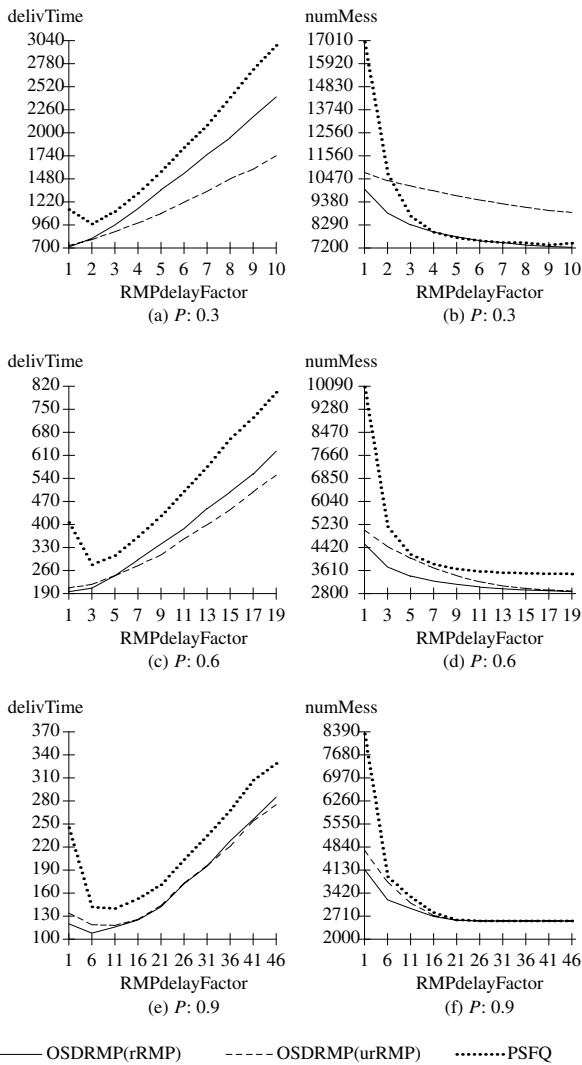 delivTime
3040
2780
2520
2260
2000
1740
1480
1220
960
700
1 2 3 4 5 6 7 8 9 10
RMPdelayFactor
(a) P: 0.3
numMess
17010
15920
14830
13740
12650
11560
10470
9380
8290
7200
1 2 3 4 5 6 7 8 9 10
RMPdelayFactor
(b) P: 0.3
delivTime
820
750
680
610
540
470
400
330
260
190
1 3 5 7 9 11 13 15 17 19
RMPdelayFactor
(c) P: 0.6
numMess
10090
9280
8470
7660
6850
6040
5230
4420
3610
2800
1 3 5 7 9 11 13 15 17 19
RMPdelayFactor
(d) P: 0.6
delivTime
370
340
310
280
250
220
190
160
130
100
1 6 11 16 21 26 31 36 41 46
RMPdelayFactor
(e) P: 0.9
numMess
8390
7680
6970
6260
5550
4840
4130
3420
2710
2000
1 6 11 16 21 26 31 36 41 46
RMPdelayFactor
(f) P: 0.9
OSDRMP(rRMP) OSDRMP(urRMP) PSFQ